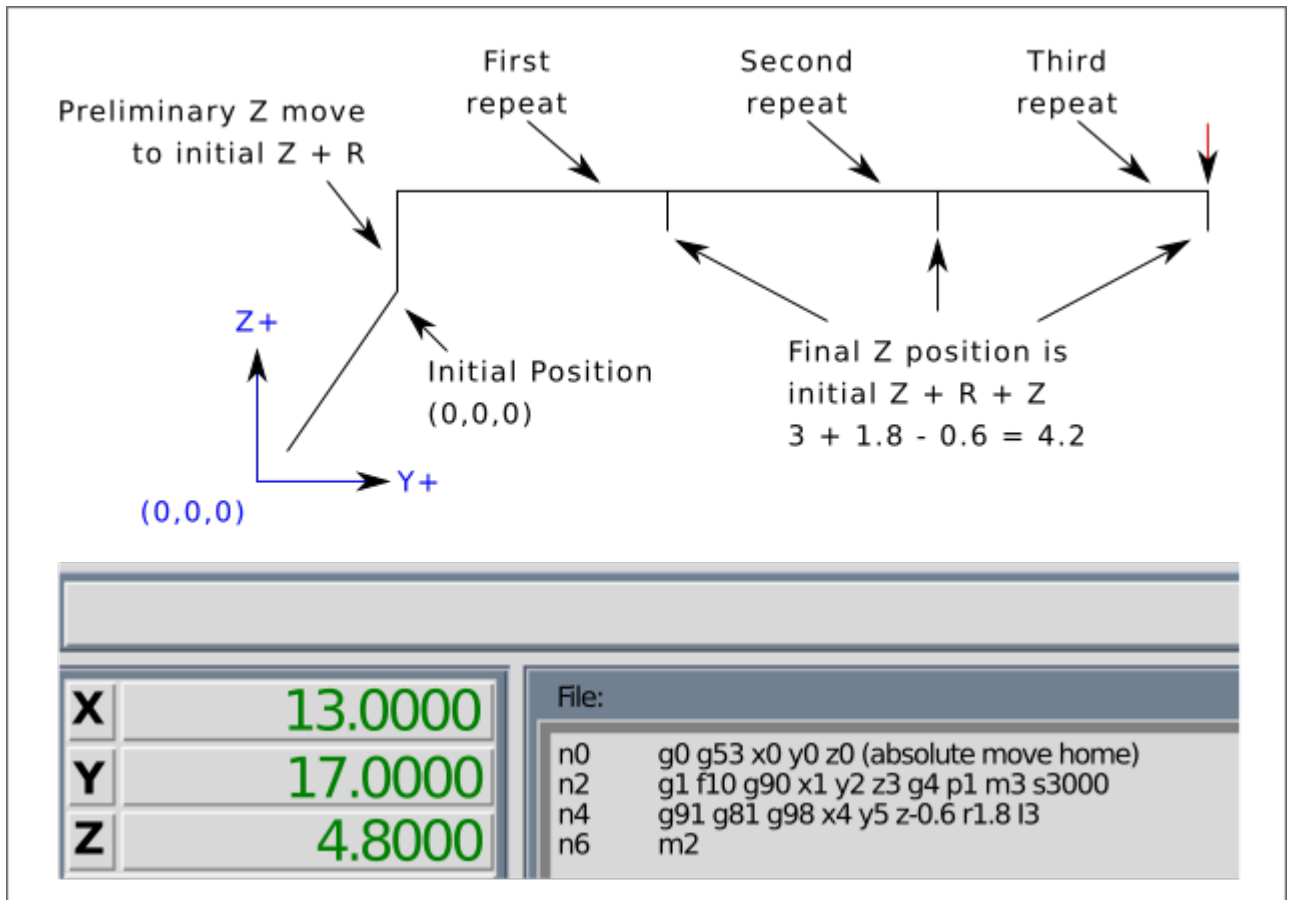 First
repeat
Second
repeat
Third
repeat
Preliminary Z move
to initial Z + R
Z+
Initial Position
(0,0,0)
Final Z position is
initial Z + R + Z
3 + 1.8 - 0.6 = 4.2
Y+
(0,0,0)
X 13.0000
Y 17.0000
Z 4.8000
File:
n0 g0 g53 x0 y0 z0 (absolute move home)
n2 g1 f10 g90 x1 y2 z3 g4 p1 m3 s3000
n4 g91 g81 g98 x4 y5 z-0.6 r1.8 l3
n6 m2